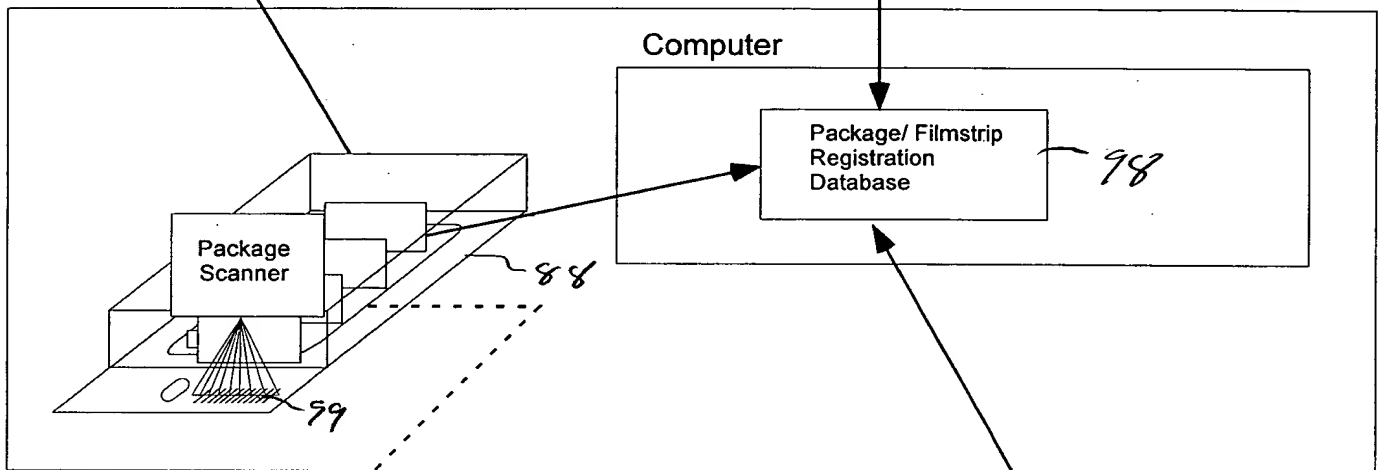 Computer
Package/ Filmstrip
Registration
Database
98
Package
Scanner
88
99